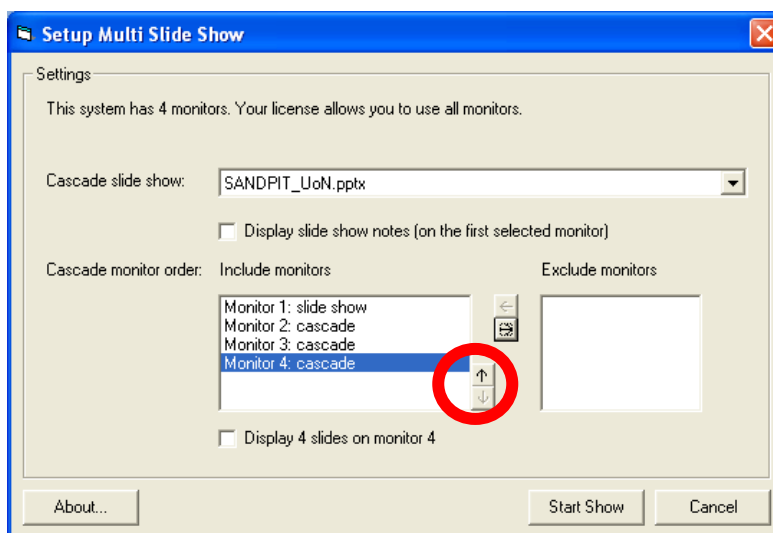 Setup Multi Slide Show
Settings
This system has 4 monitors. Your license allows you to use all monitors.
Cascade slide show: SANDPIT_UoN.pptx
Display slide show notes (on the first selected monitor)
Cascade monitor order: Include monitors Exclude monitors
Monitor 1: slide show
Monitor 2: cascade
Monitor 3: cascade
Monitor 4: cascade
Display 4 slides on monitor 4
About... Start Show Cancel